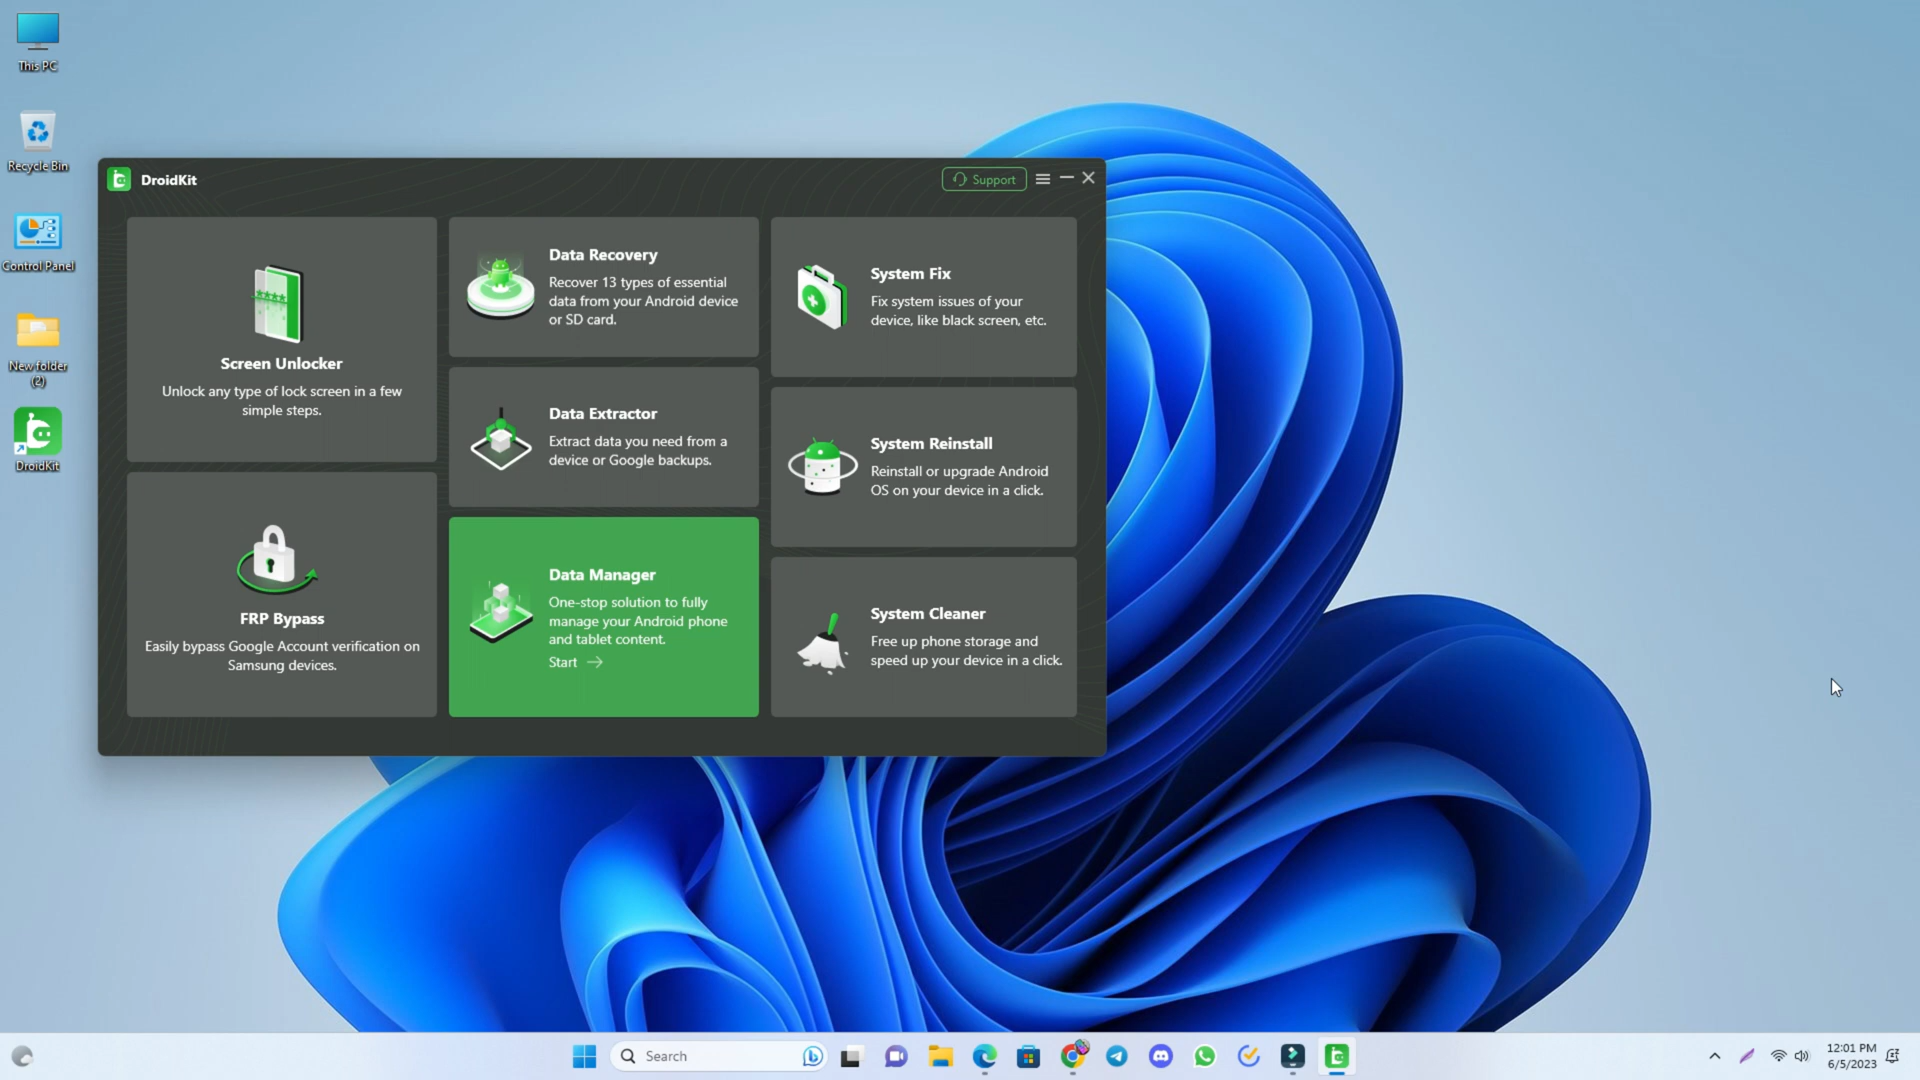 This PC
Recycle Bin
Control Panel
New folder
(2)
DroidKit
DroidKit
Support
Screen Unlocker
Unlock any type of lock screen in a few
simple steps.
FRP Bypass
Easily bypass Google Account verification on
Samsung devices.
Data Recovery
Recover 13 types of essential
data from your Android device
or SD card.
Data Extractor
Extract data you need from a
device or Google backups.
Data Manager
One-stop solution to fully
manage your Android phone
and tablet content.
Start
System Fix
Fix system issues of your
device, like black screen, etc.
System Reinstall
Reinstall or upgrade Android
OS on your device in a click.
System Cleaner
Free up phone storage and
speed up your device in a click.
Search
12:01 PM
6/5/2023